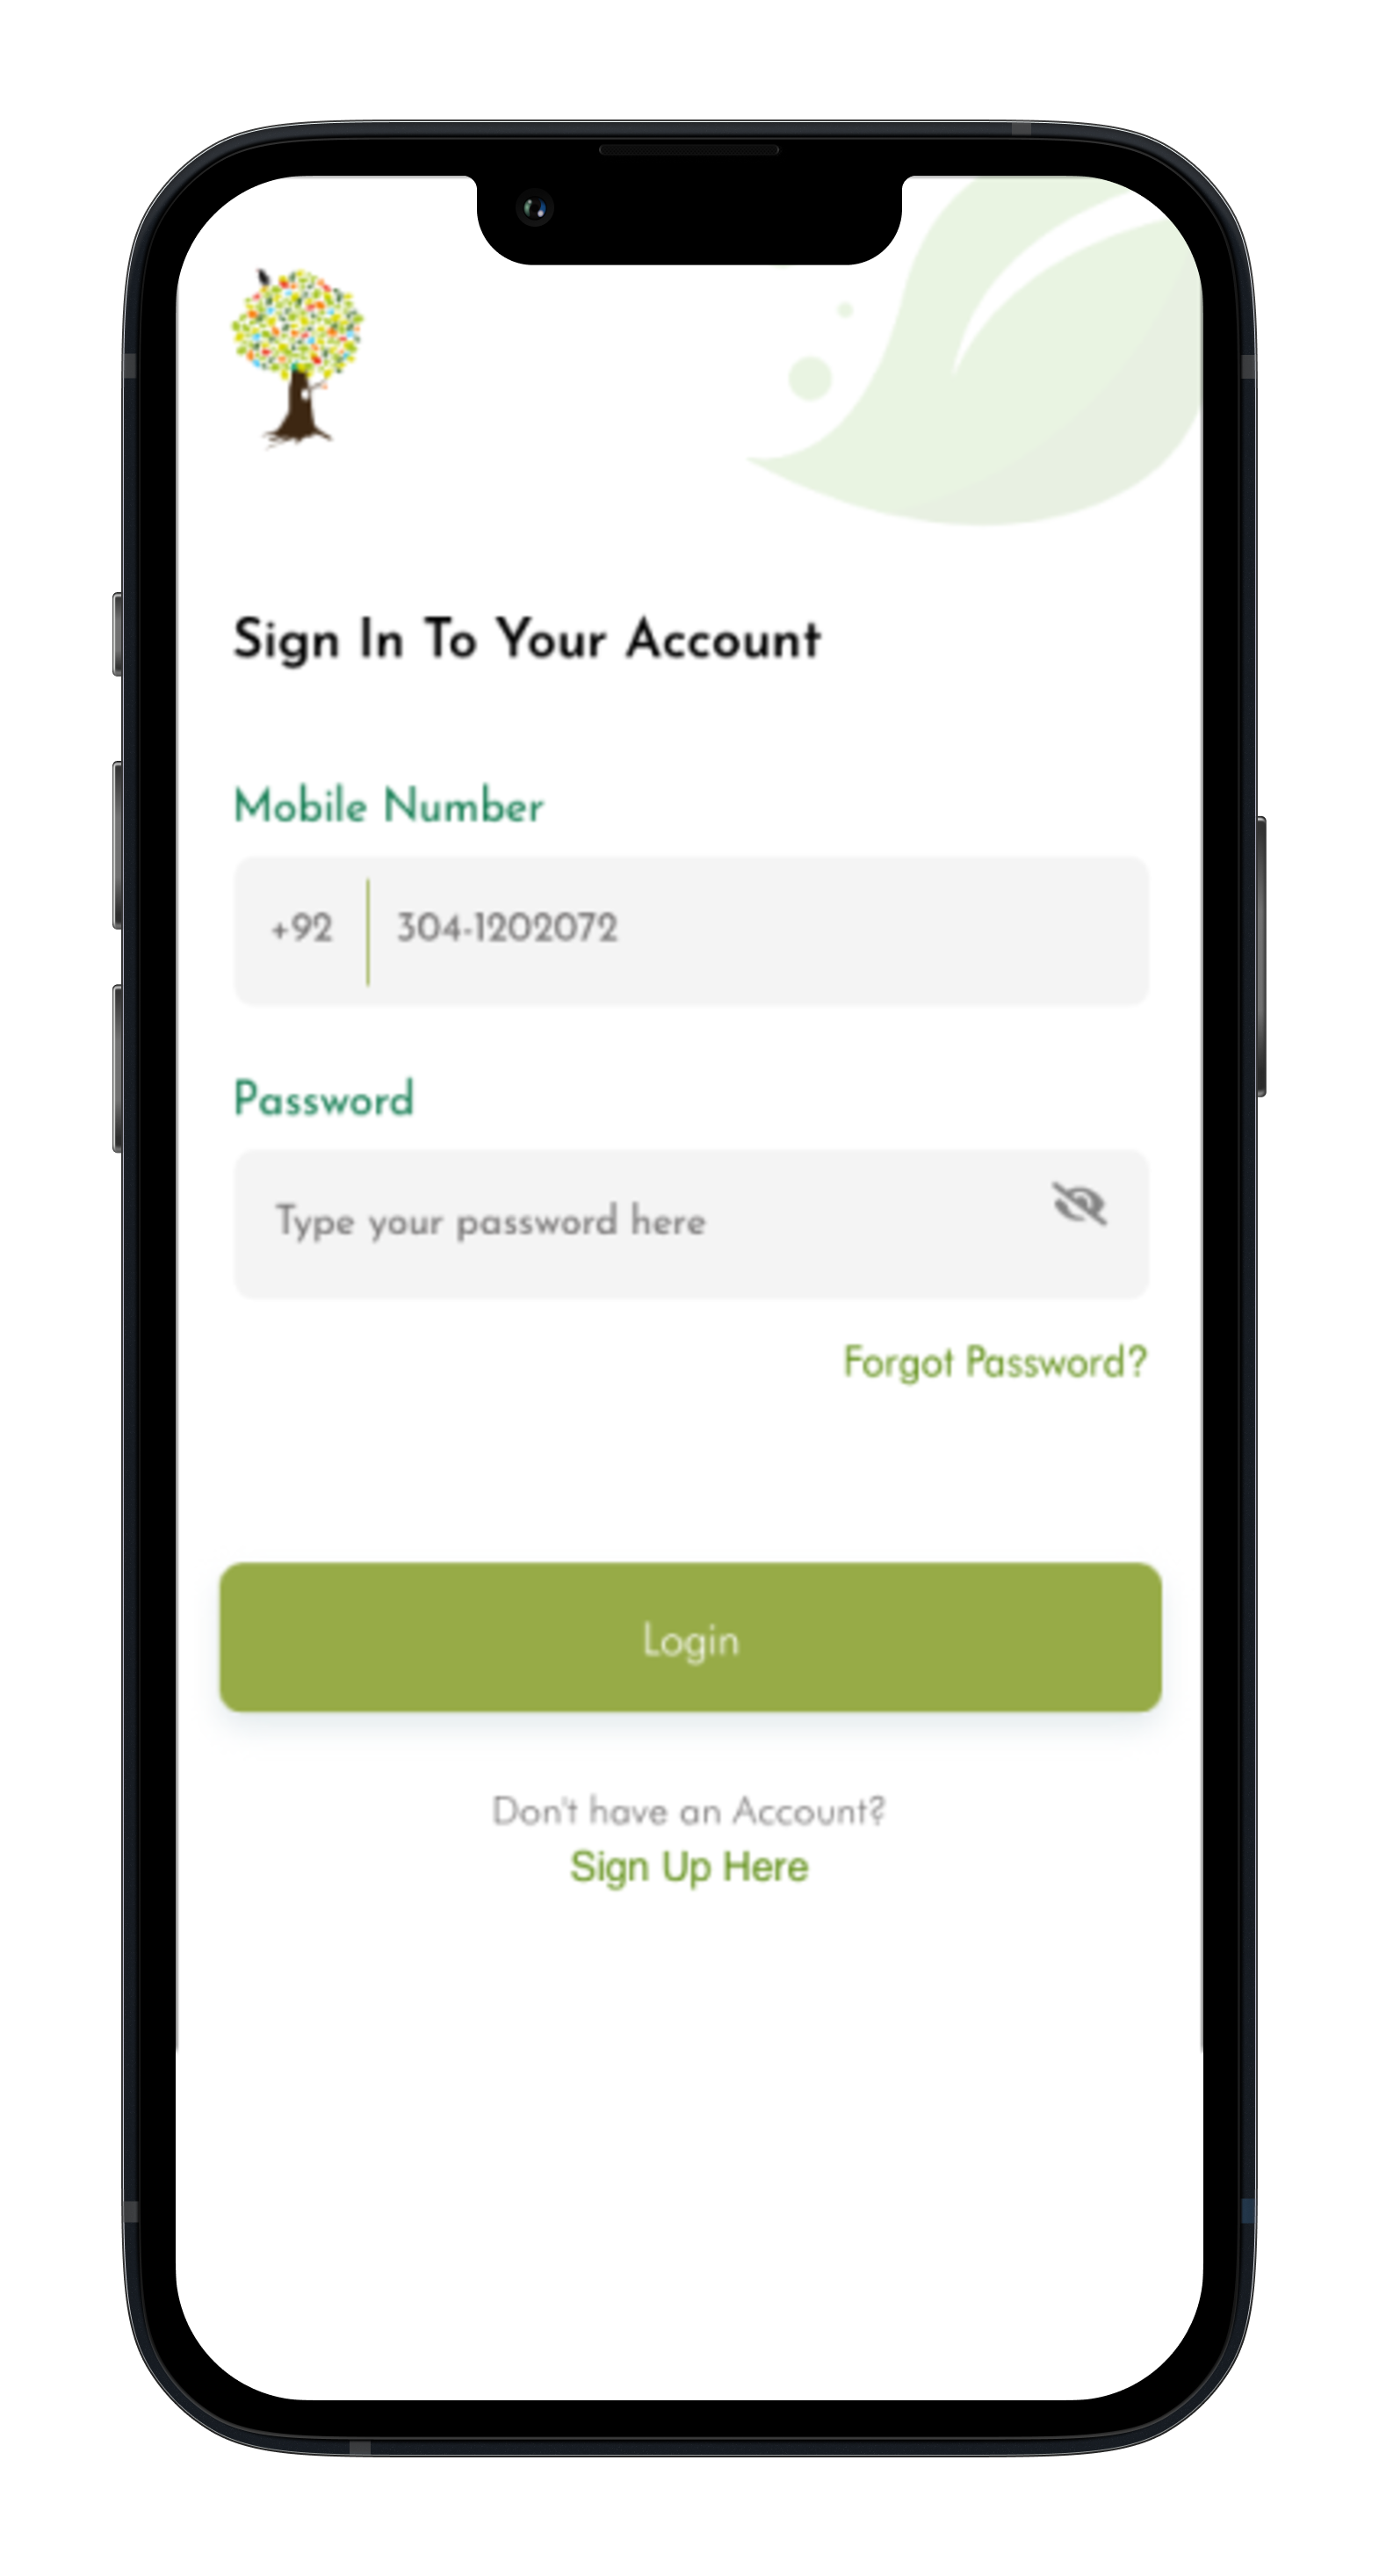 Sign In To Your Account
Mobile Number
+92 304-1202072
Password
Type your password here
Forgot Password?
Login
Don't have an Account?
Sign Up Here